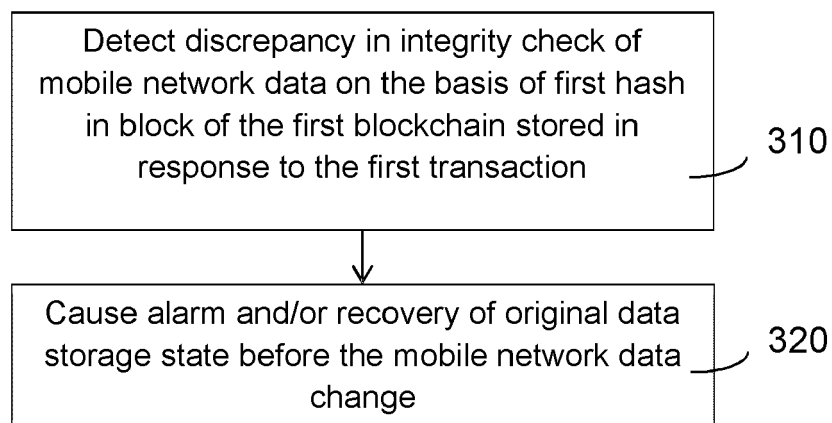 Detect discrepancy in integrity check of
mobile network data on the basis of first hash
in block of the first blockchain stored in
response to the first transaction
310
Cause alarm and/or recovery of original data
storage state before the mobile network data
change
320